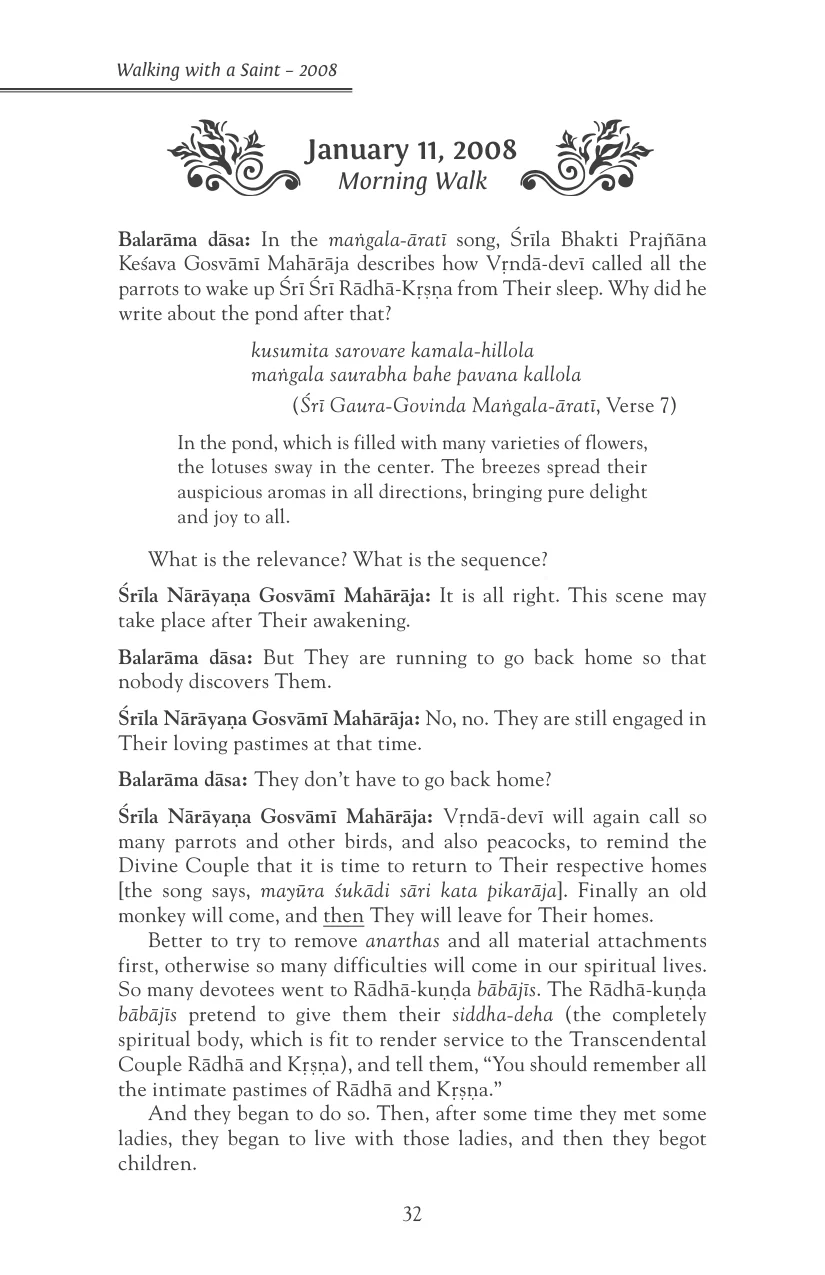 Walking with a Saint – 2008
January 11, 2008
Morning Walk
Balarāma dāsa: In the maṅgala-āratī song, Śrīla Bhakti Prajñāna
Keśava Gosvāmī Mahārāja describes how Vṛndā-devī called all the
parrots to wake up Śrī Śrī Rādhā-Kṛṣṇa from Their sleep. Why did he
write about the pond after that?
kusumita sarovare kamala-hillola
maṅgala saurabha bahe pavana kallola
(Śrī Gaura-Govinda Maṅgala-āratī, Verse 7)
In the pond, which is filled with many varieties of flowers,
the lotuses sway in the center. The breezes spread their
auspicious aromas in all directions, bringing pure delight
and joy to all.
What is the relevance? What is the sequence?
Śrīla Nārāyaṇa Gosvāmī Mahārāja: It is all right. This scene may
take place after Their awakening.
Balarāma dāsa: But They are running to go back home so that
nobody discovers Them.
Śrīla Nārāyaṇa Gosvāmī Mahārāja: No, no. They are still engaged in
Their loving pastimes at that time.
Balarāma dāsa: They don’t have to go back home?
Śrīla Nārāyaṇa Gosvāmī Mahārāja: Vṛndā-devī will again call so
many parrots and other birds, and also peacocks, to remind the
Divine Couple that it is time to return to Their respective homes
[the song says, mayūra śukādi sāri kata pikarāja]. Finally an old
monkey will come, and then They will leave for Their homes.
Better to try to remove anarthas and all material attachments
first, otherwise so many difficulties will come in our spiritual lives.
So many devotees went to Rādhā-kuṇḍa bābājīs. The Rādhā-kuṇḍa
bābājīs pretend to give them their siddha-deha (the completely
spiritual body, which is fit to render service to the Transcendental
Couple Rādhā and Kṛṣṇa), and tell them, “You should remember all
the intimate pastimes of Rādhā and Kṛṣṇa.”
And they began to do so. Then, after some time they met some
ladies, they began to live with those ladies, and then they begot
children.
32